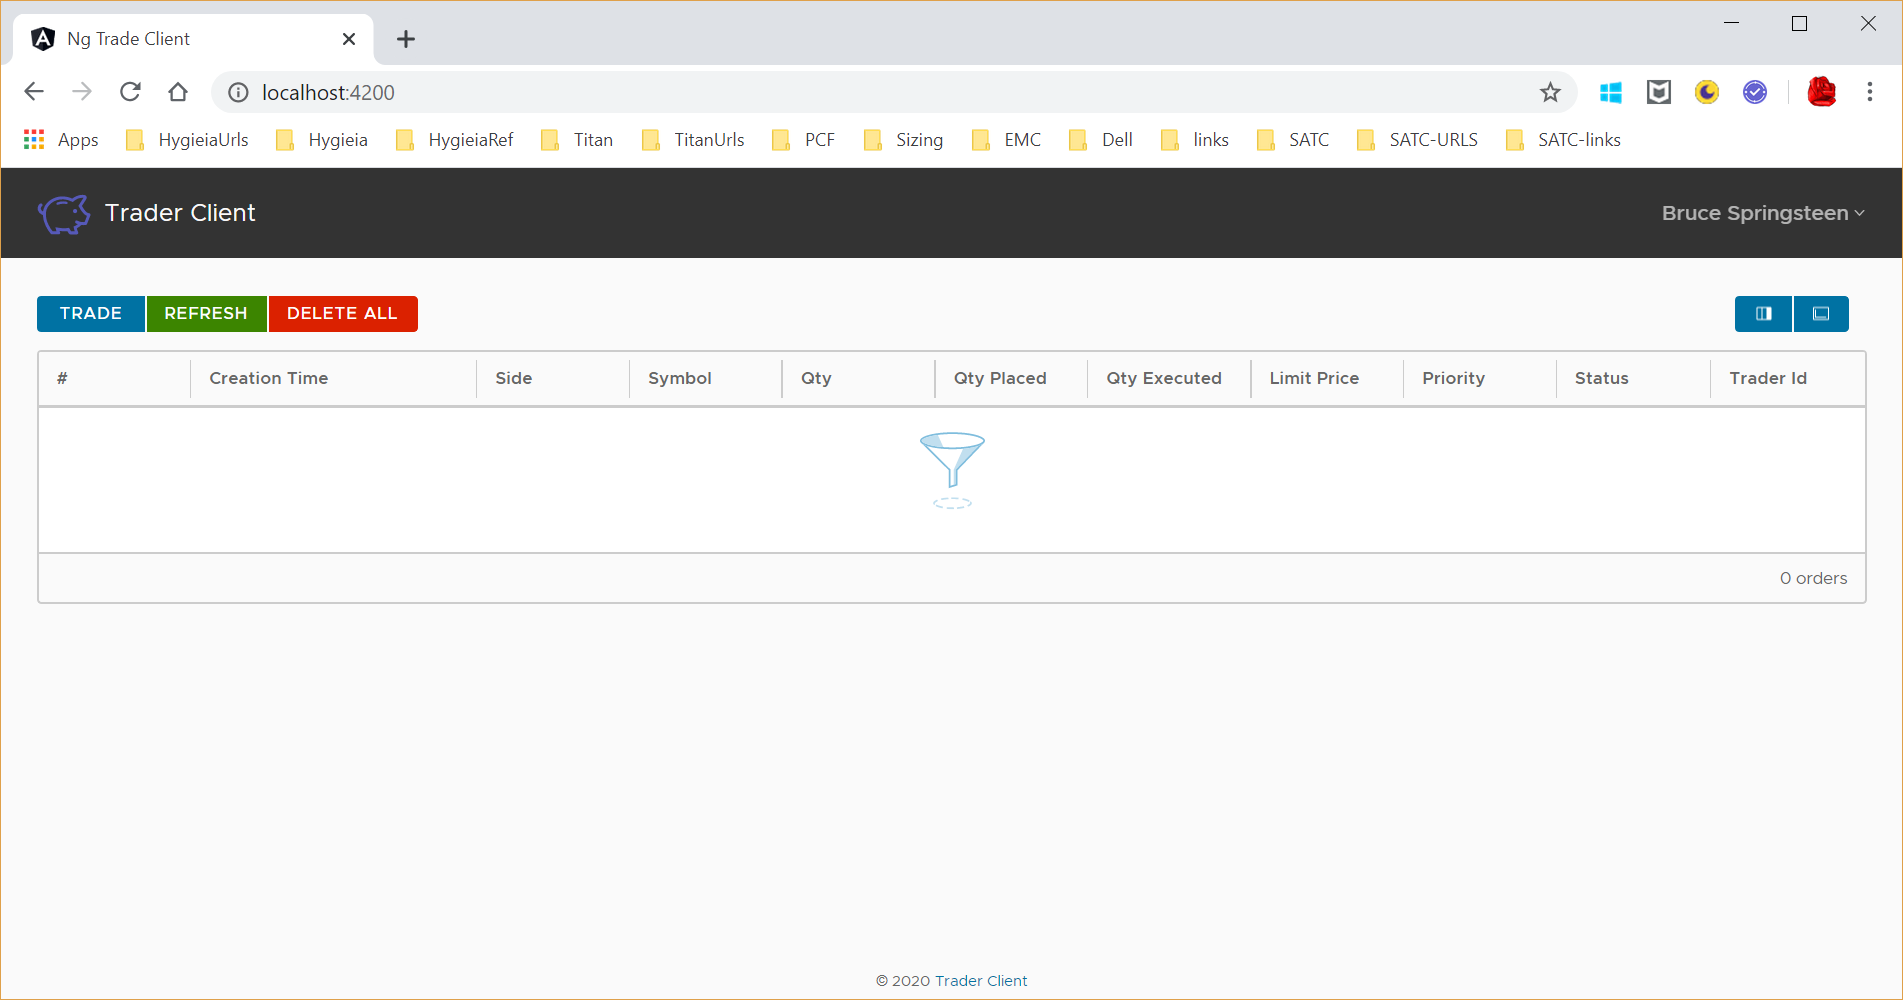 Ng Trade Client
localhost:4200
Apps HygieiaUrls Hygieia HygieiaRef Titan TitanUrls PCF Sizing EMC Dell links SATC SATC-URLS SATC-links
Trader Client Bruce Springsteen
TRADE REFRESH DELETE ALL
# Creation Time Side Symbol Qty Qty Placed Qty Executed Limit Price Priority Status Trader Id
0 orders
© 2020 Trader Client